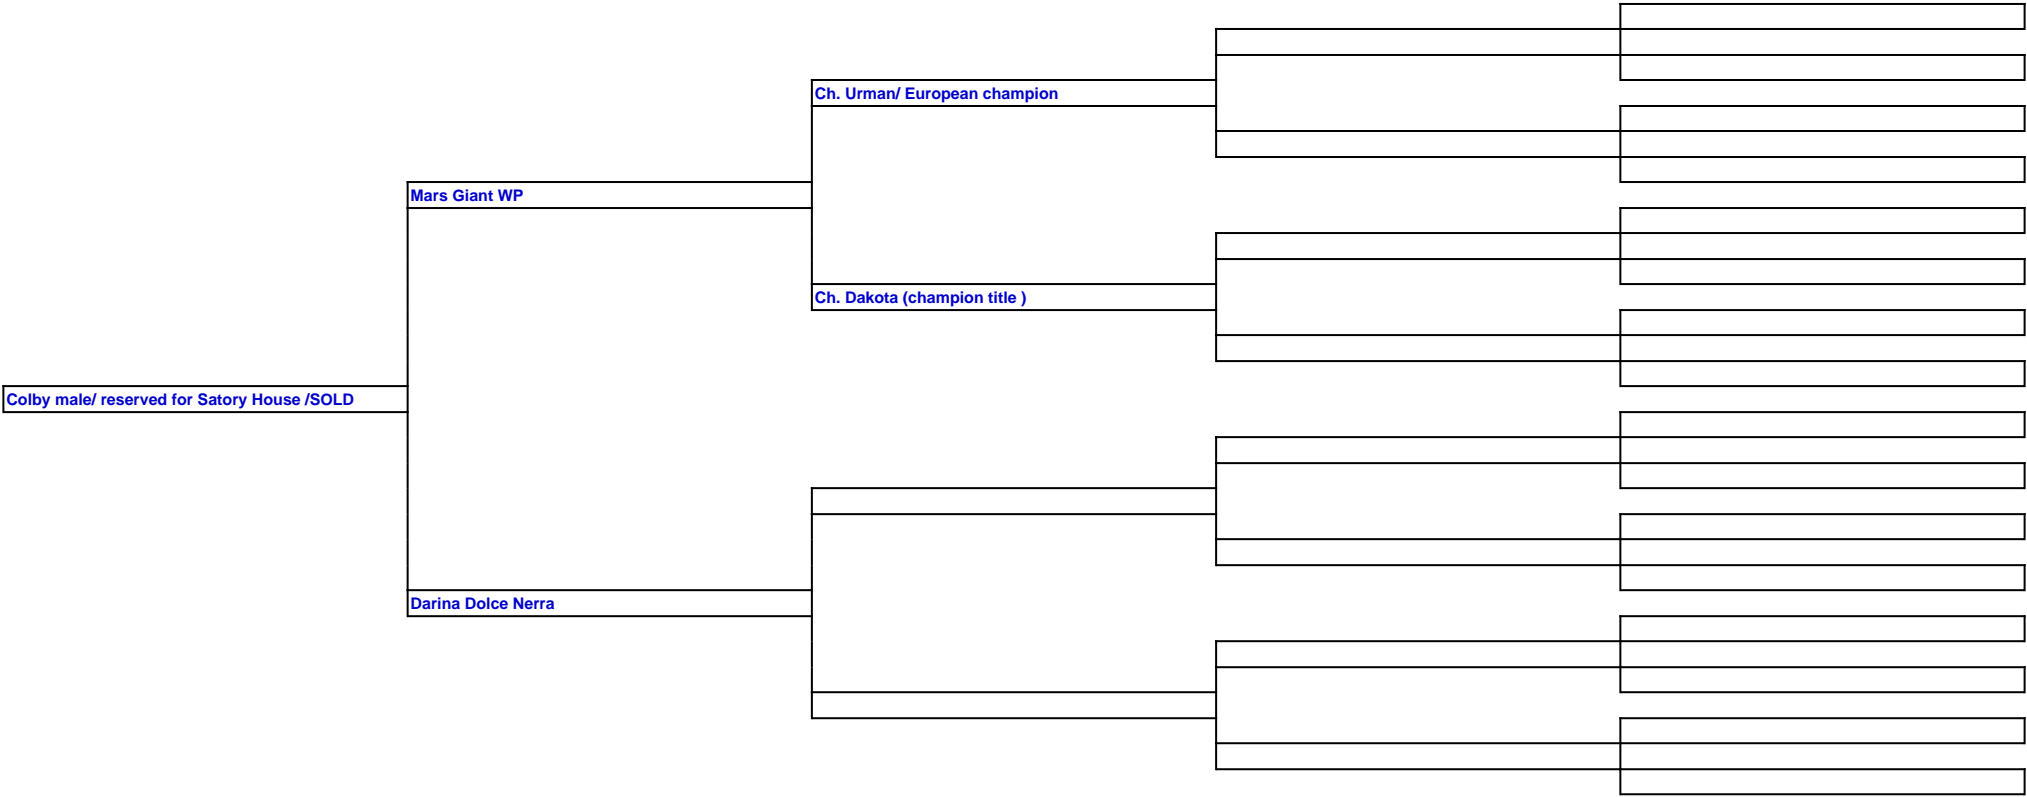 Ch. Urman/ European champion
Mars Giant WP
Ch. Dakota (champion title )
Colby male/ reserved for Satory House /SOLD
Darina Dolce Nerra